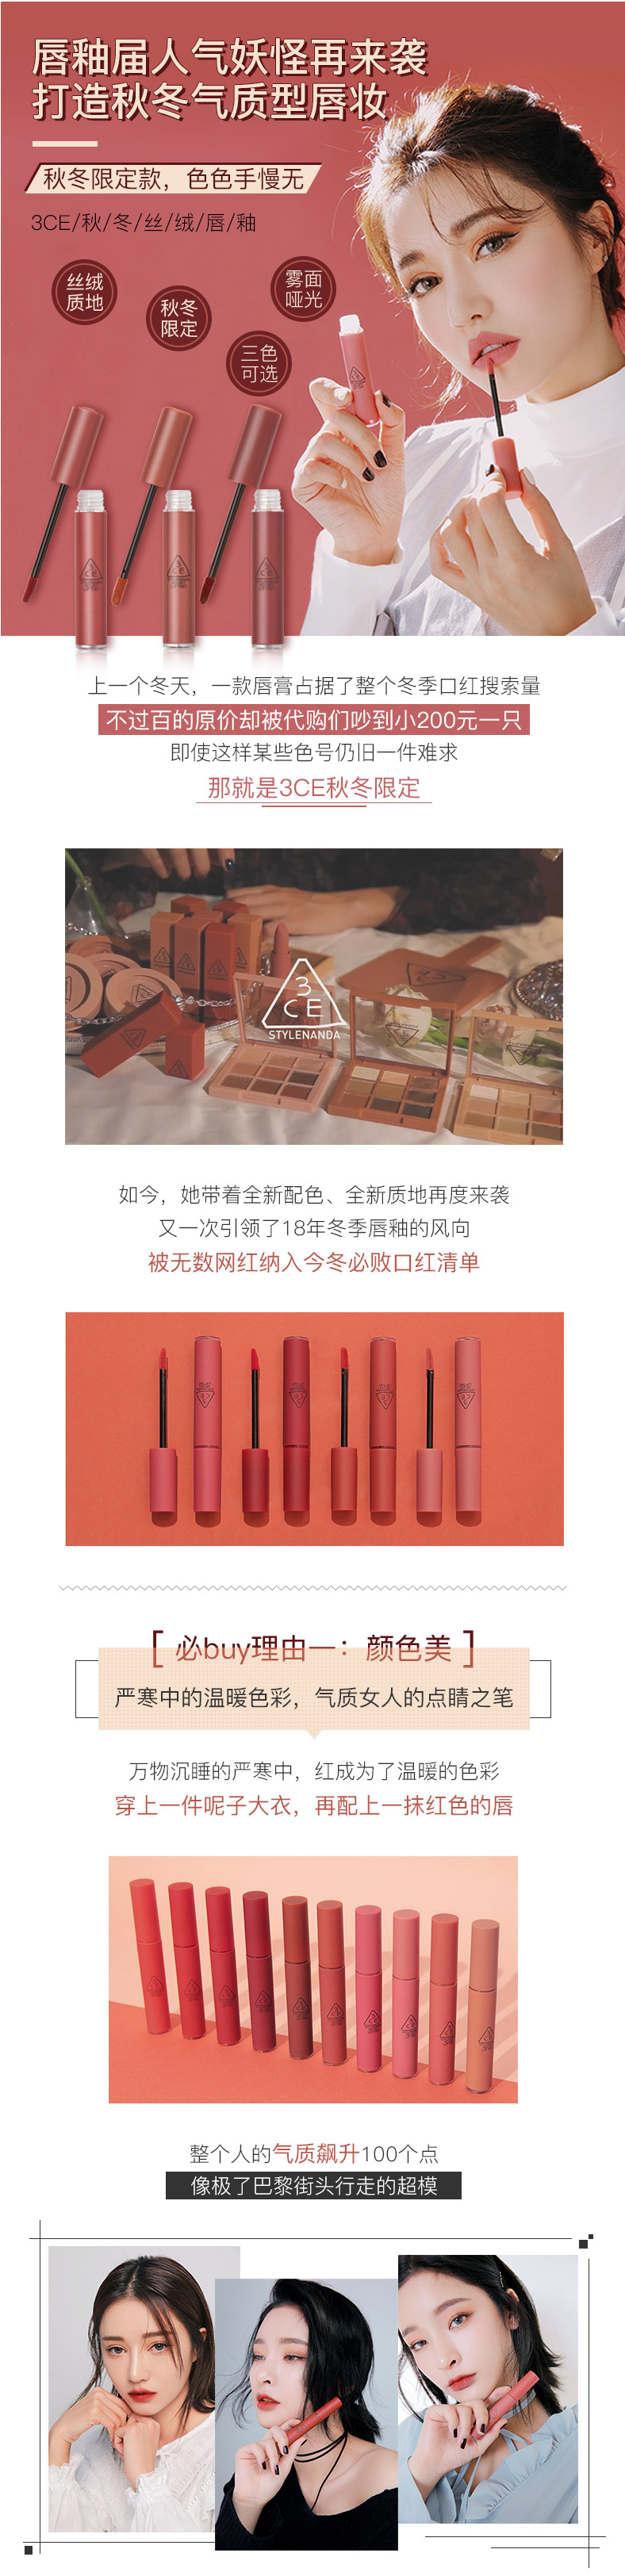 唇釉届人气妖怪再来袭
打造秋冬气质型唇妆
秋冬限定款，色色手慢无
3CE/秋/冬/丝/绒/唇/釉
丝绒
质地
秋冬
限定
雾面
哑光
三色
可选
3
CE
3
CE
3
CE
上一个冬天，一款唇膏占据了整个冬季口红搜索量
不过百的原价却被代购们吵到小200元一只
即使这样某些色号仍旧一件难求
那就是3CE秋冬限定
3
CE
STYLENANDA
如今，她带着全新配色、全新质地再度来袭
又一次引领了18年冬季唇釉的风向
被无数网红纳入今冬必败口红清单
[ 必buy理由一：颜色美 ]
严寒中的温暖色彩，气质女人的点睛之笔
万物沉睡的严寒中，红成为了温暖的色彩
穿上一件呢子大衣，再配上一抹红色的唇
整个人的气质飙升100个点
像极了巴黎街头行走的超模